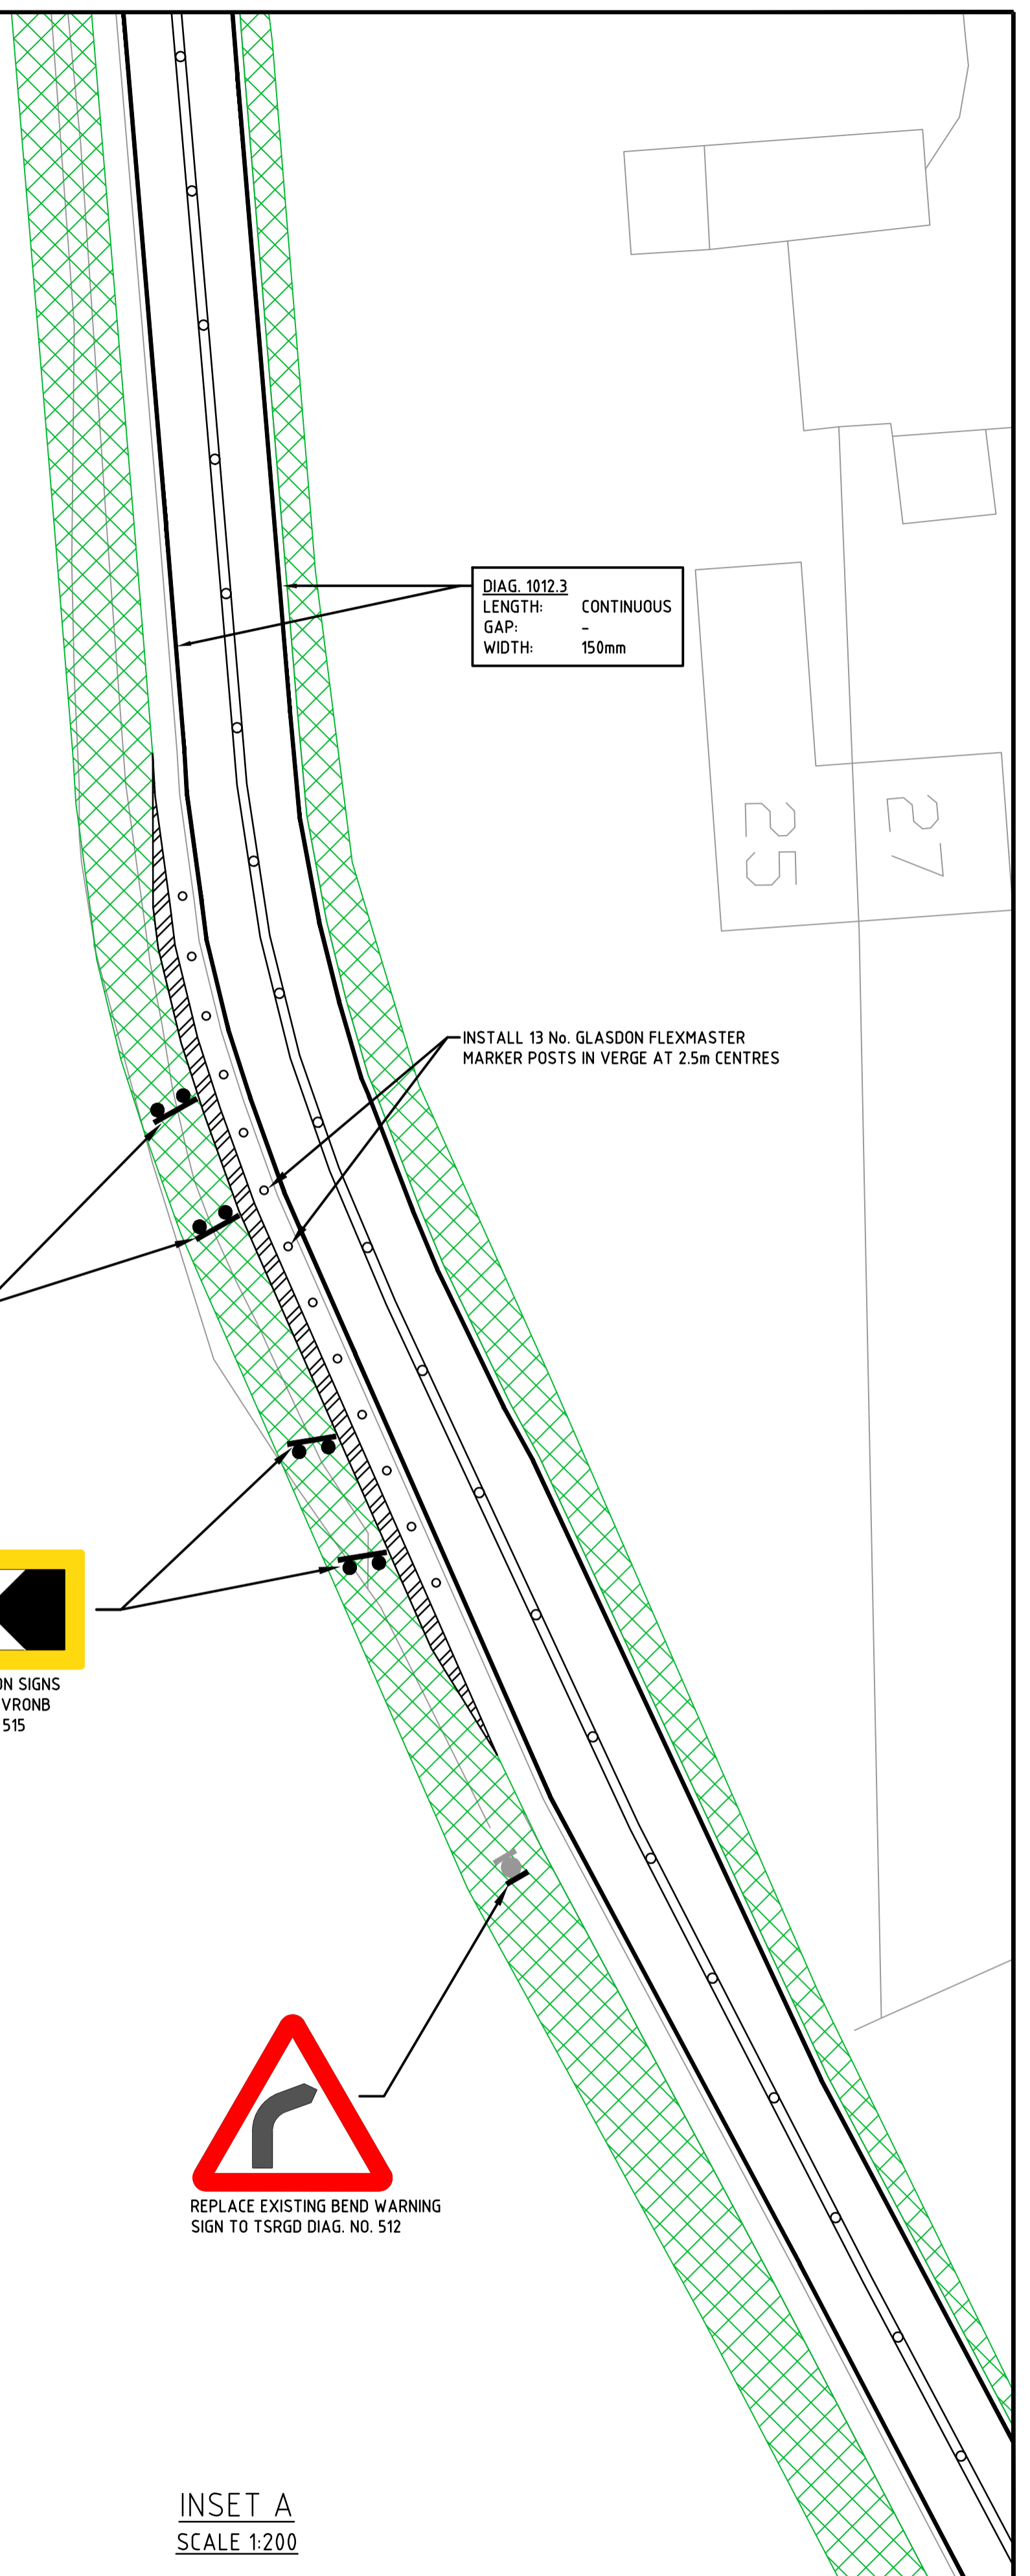 DIAG. 1012.3
LENGTH: CONTINUOUS
GAP: -
WIDTH: 150mm
25
27
INSTALL 13 No. GLASDON FLEXMASTER
MARKER POSTS IN VERGE AT 2.5m CENTRES
ON SIGNS
VRONB
515
REPLACE EXISTING BEND WARNING
SIGN TO TSRGD DIAG. NO. 512
INSET A
SCALE 1:200